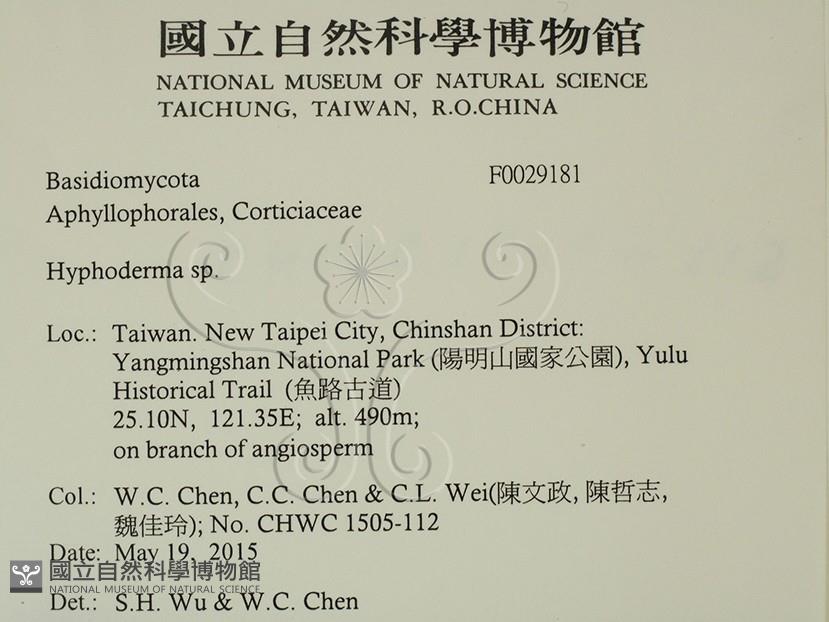 國立自然科學博物館
NATIONAL MUSEUM OF NATURAL SCIENCE
TAICHUNG, TAIWAN, R.O.CHINA
Basidiomycota F0029181
Aphyllophorales, Corticiaceae
Hyphoderma sp.
Loc.: Taiwan. New Taipei City, Chinshan District:
Yangmingshan National Park (陽明山國家公園), Yulu
Historical Trail (魚路古道)
25.10N, 121.35E; alt. 490m;
on branch of angiosperm
Col.: W.C. Chen, C.C. Chen & C.L. Wei(陳文政, 陳哲志,
魏佳玲); No. CHWC 1505-112
Date: May 19, 2015
國立自然科學博物館
NATIONAL MUSEUM OF NATURAL SCIENCE
Det.: S.H. Wu & W.C. Chen